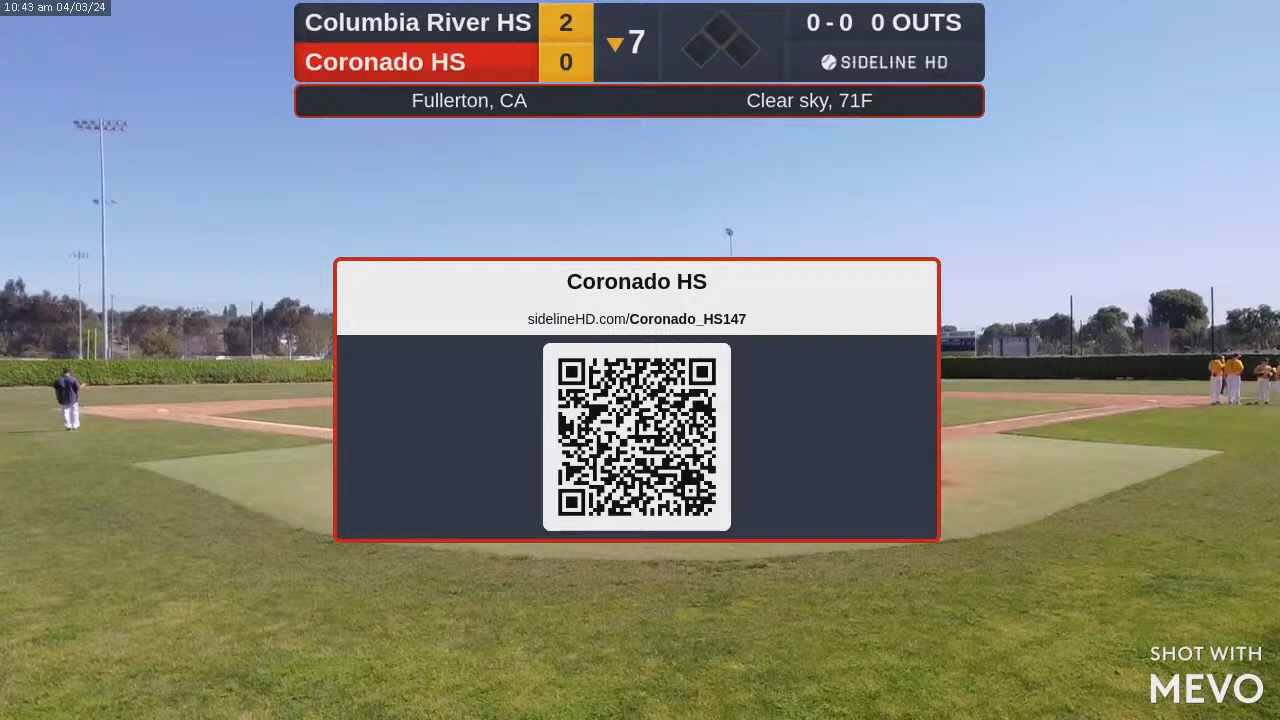 10:43 am 04/03/24
Columbia River HS 2
Coronado HS 0
7
0 - 0 0 OUTS
SIDELINE HD
Fullerton, CA Clear sky, 71F
Coronado HS
sidelineHD.com/Coronado_HS147
SHOT WITH
MEVO